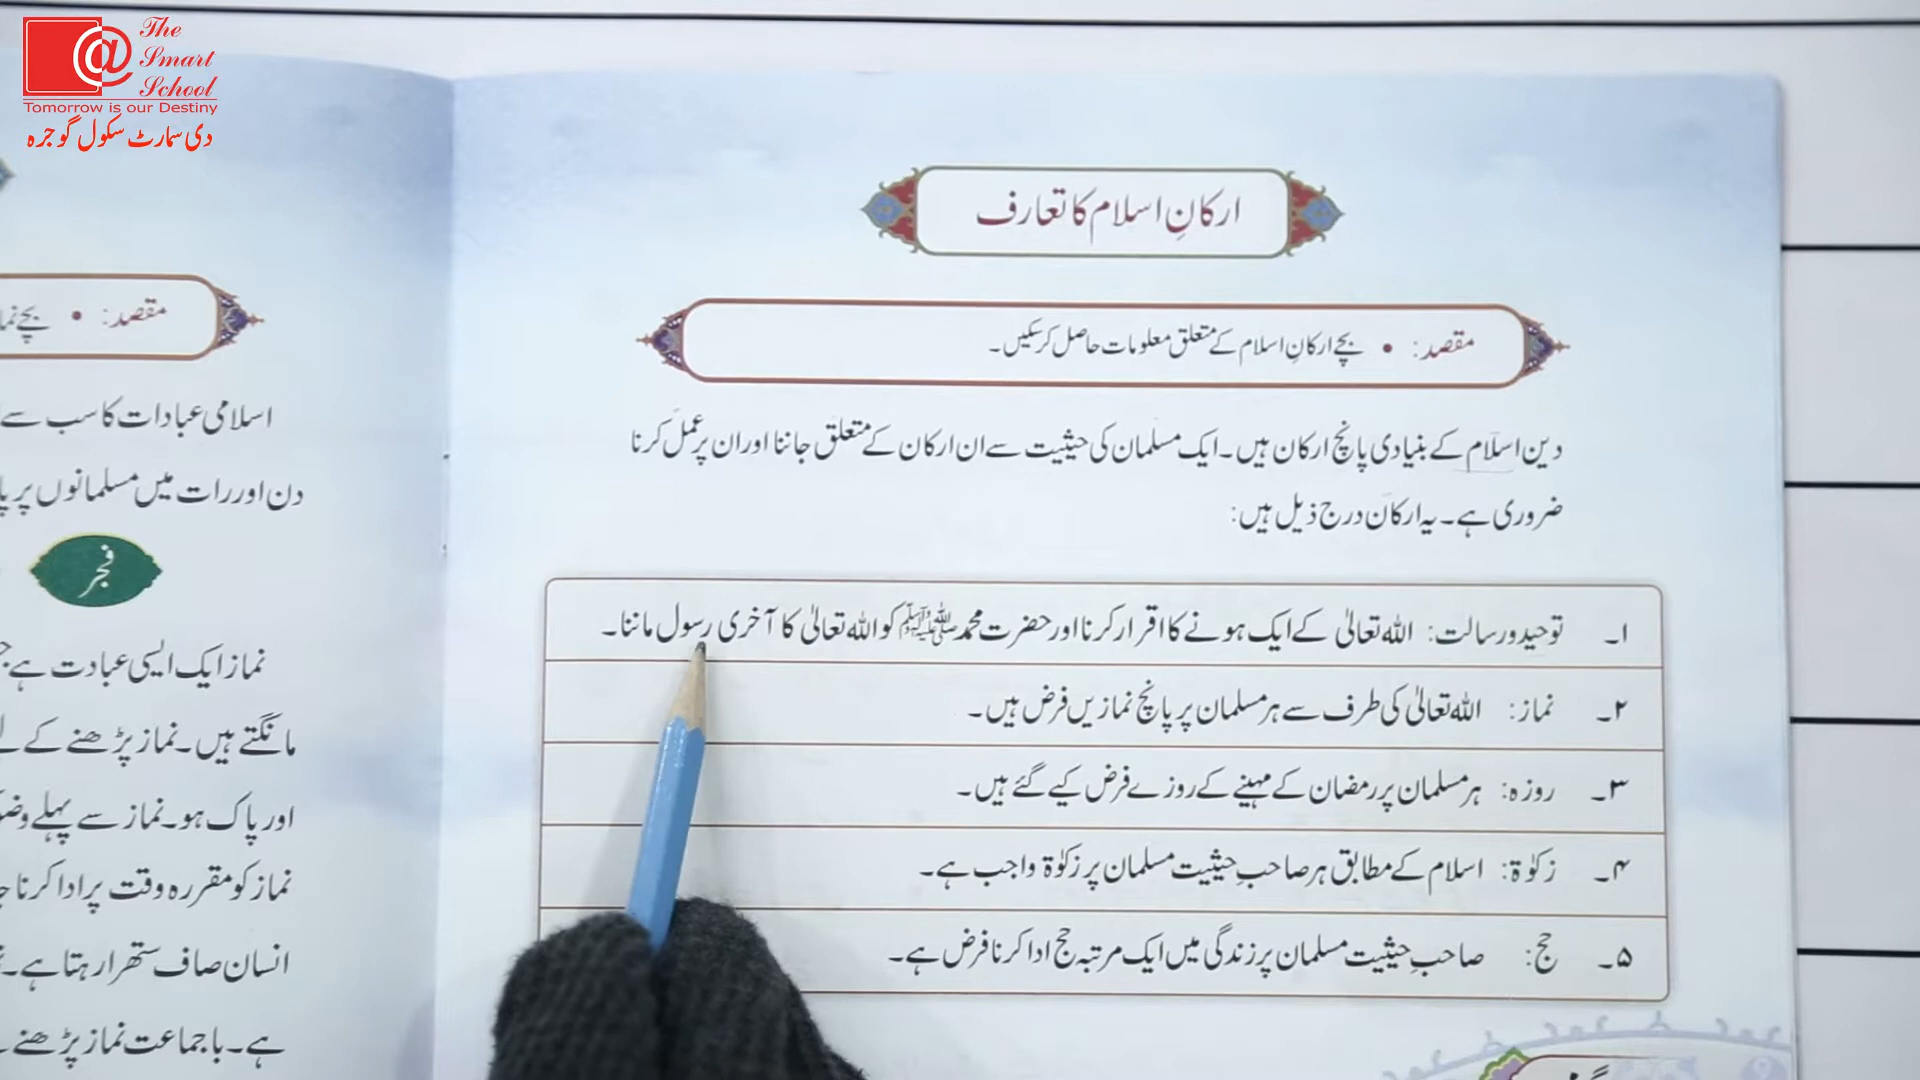 The
Smart
School
Tomorrow is our Destiny
دی سمارٹ سکول گوجرہ
ارکانِ اسلام کا تعارف
مقصد: • بچے ارکانِ اسلام کے متعلق معلومات حاصل کر سکیں۔
دین اسلام کے بنیادی پانچ ارکان ہیں۔ ایک مسلمان کی حیثیت سے ان ارکان کے متعلق جاننا اور ان پر عمل کرنا
ضروری ہے۔ یہ ارکان درج ذیل ہیں:
۱۔ توحید و رسالت: اللہ تعالیٰ کے ایک ہونے کا اقرار کرنا اور حضرت محمد ﷺ کو اللہ تعالیٰ کا آخری رسول ماننا۔
۲۔ نماز: اللہ تعالیٰ کی طرف سے ہر مسلمان پر پانچ نمازیں فرض ہیں۔
۳۔ روزہ: ہر مسلمان پر رمضان کے مہینے کے روزے فرض کیے گئے ہیں۔
۴۔ زکوٰۃ: اسلام کے مطابق ہر صاحبِ حیثیت مسلمان پر زکوٰۃ واجب ہے۔
۵۔ حج: صاحبِ حیثیت مسلمان پر زندگی میں ایک مرتبہ حج ادا کرنا فرض ہے۔
مقصد: • بچے
اسلامی عبادات کا سب سے
دن اور رات میں مسلمانوں پر
فجر
نماز ایک ایسی عبادت ہے
مانگتے ہیں۔ نماز پڑھنے کے
اور پاک ہو۔ نماز سے پہلے
نماز کو مقررہ وقت پر ادا کرنا
انسان صاف ستھرا رہتا ہے۔
ہے۔ باجماعت نماز پڑھنے